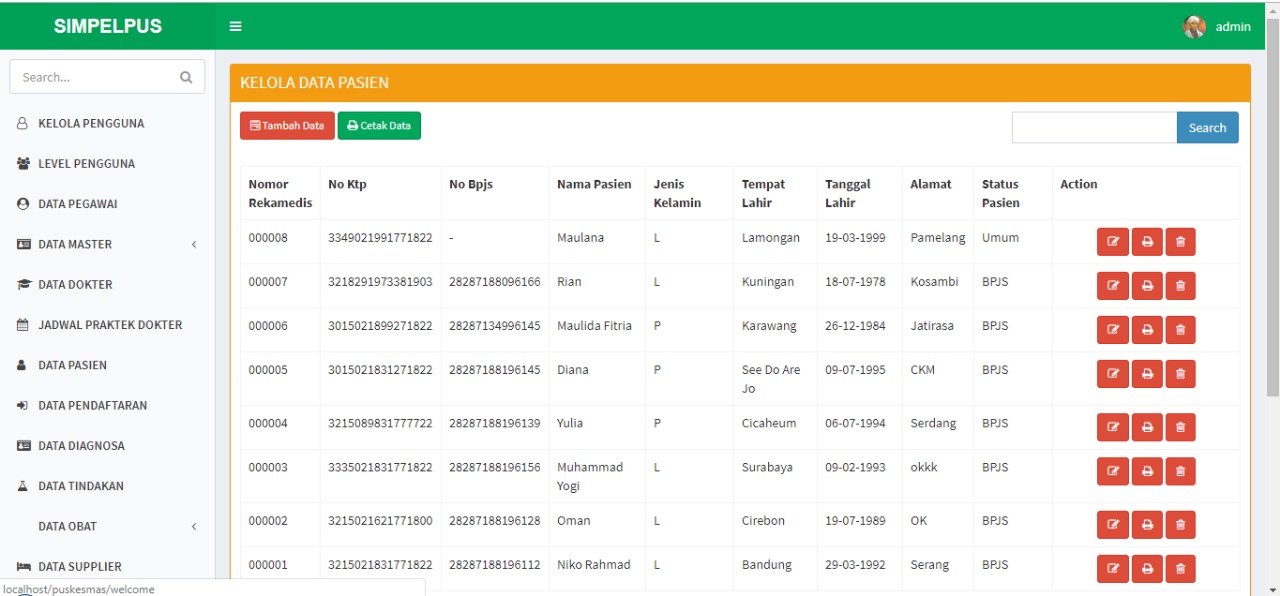 SIMPELPUS
admin
Search...
KELOLA PENGGUNA
LEVEL PENGGUNA
DATA PEGAWAI
DATA MASTER
DATA DOKTER
JADWAL PRAKTEK DOKTER
DATA PASIEN
DATA PENDAFTARAN
DATA DIAGNOSA
DATA TINDAKAN
DATA OBAT
DATA SUPPLIER
localhost/puskesmas/welcome
KELOLA DATA PASIEN
Tambah Data Cetak Data Search
Nomor Rekamedis No Ktp No Bpjs Nama Pasien Jenis Kelamin Tempat Lahir Tanggal Lahir Alamat Status Pasien Action
000008 3349021991771822 - Maulana L Lamongan 19-03-1999 Pamelang Umum
000007 3218291973381903 28287188096166 Rian L Kuningan 18-07-1978 Kosambi BPJS
000006 3015021899271822 28287134996145 Maulida Fitria P Karawang 26-12-1984 Jatirasa BPJS
000005 3015021831271822 28287188196145 Diana P See Do Are Jo 09-07-1995 CKM BPJS
000004 3215089831777722 28287188196139 Yulia P Cicaheum 06-07-1994 Serdang BPJS
000003 3335021831771822 28287188196156 Muhammad Yogi L Surabaya 09-02-1993 okkk BPJS
000002 3215021621771800 28287188196128 Oman L Cirebon 19-07-1989 OK BPJS
000001 3215021831771822 28287188196112 Niko Rahmad L Bandung 29-03-1992 Serang BPJS